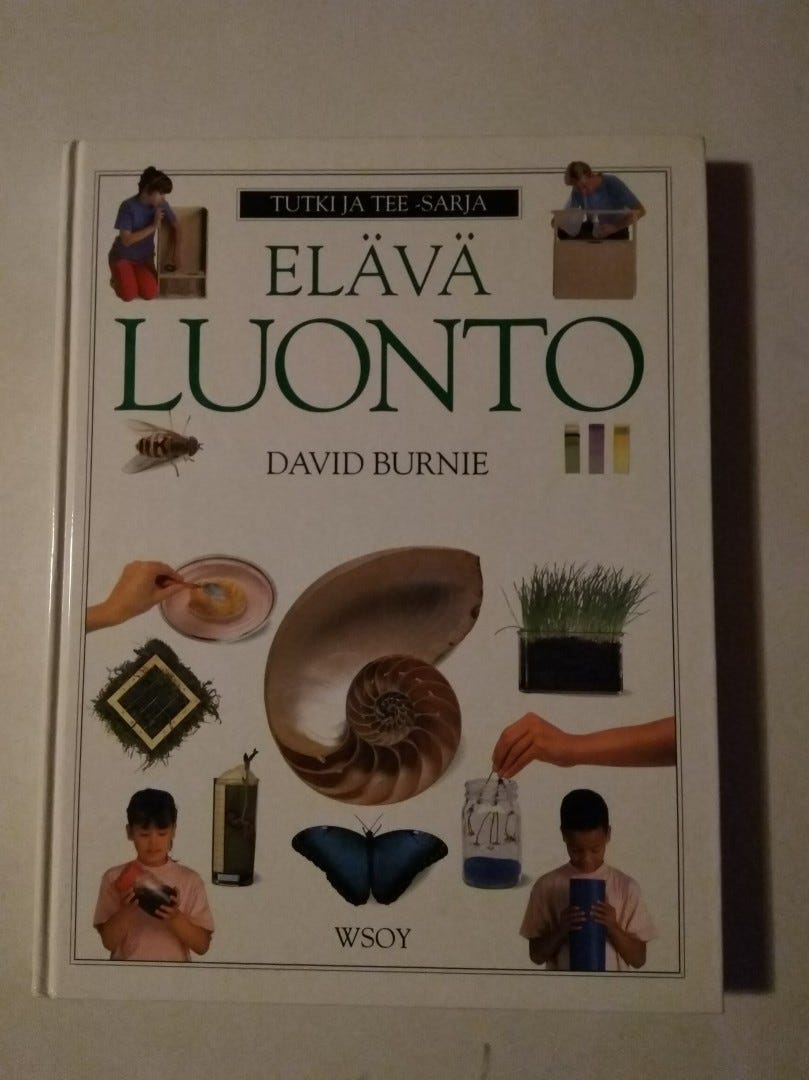 TUTKI JA TEE -SARJA
ELÄVÄ
LUONTO
DAVID BURNIE
WSOY